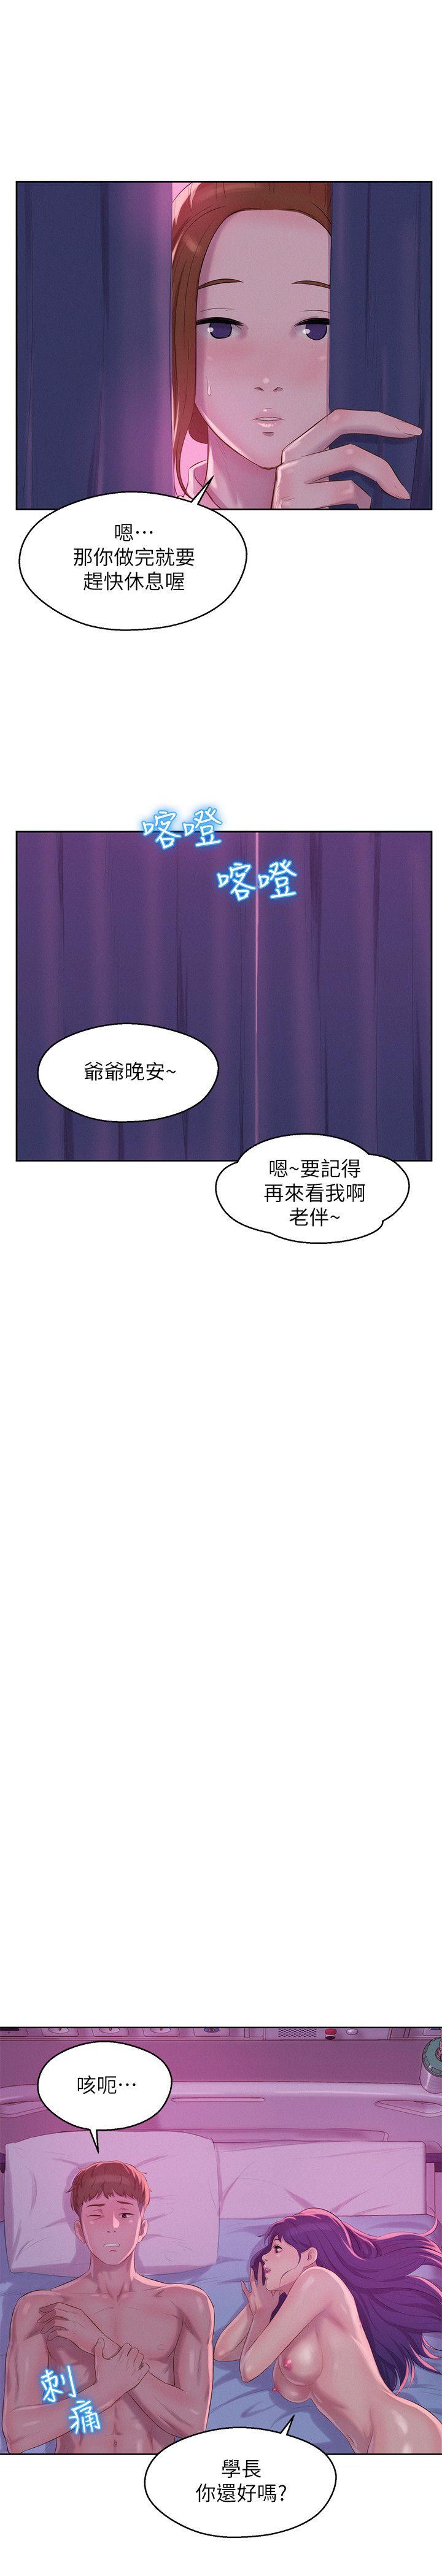 嗯⋯
那你做完就要
趕快休息喔
喀噔
喀噔
爺爺晚安~
嗯~要記得
再來看我啊
老伴~
咳呃⋯
刺
痛
學長
你還好嗎?